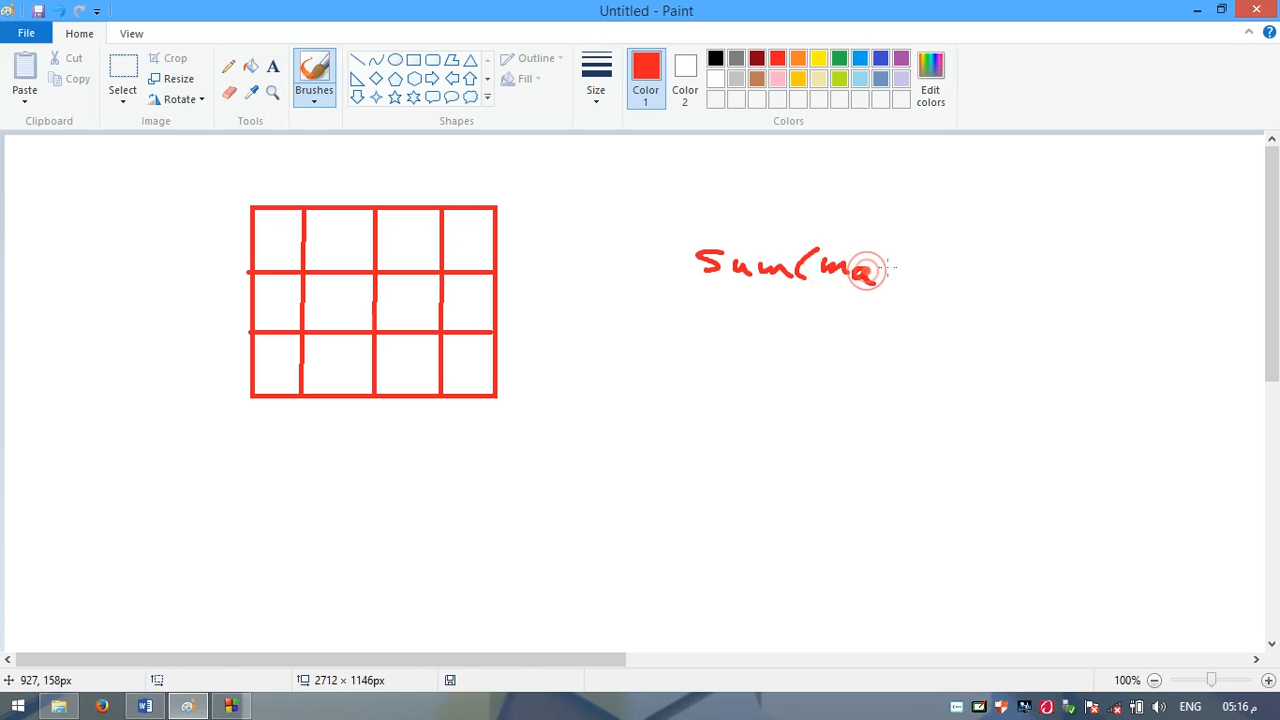 Untitled - Paint
File
Home
View
Paste
Cut
Copy
Clipboard
Select
Crop
Resize
Rotate
Image
A
Tools
Brushes
Shapes
Outline
Fill
Size
Color
1
Color
2
Colors
Edit
colors
Sum(ma
927, 158px
2712 × 1146px
100%
ENG
05:16 م